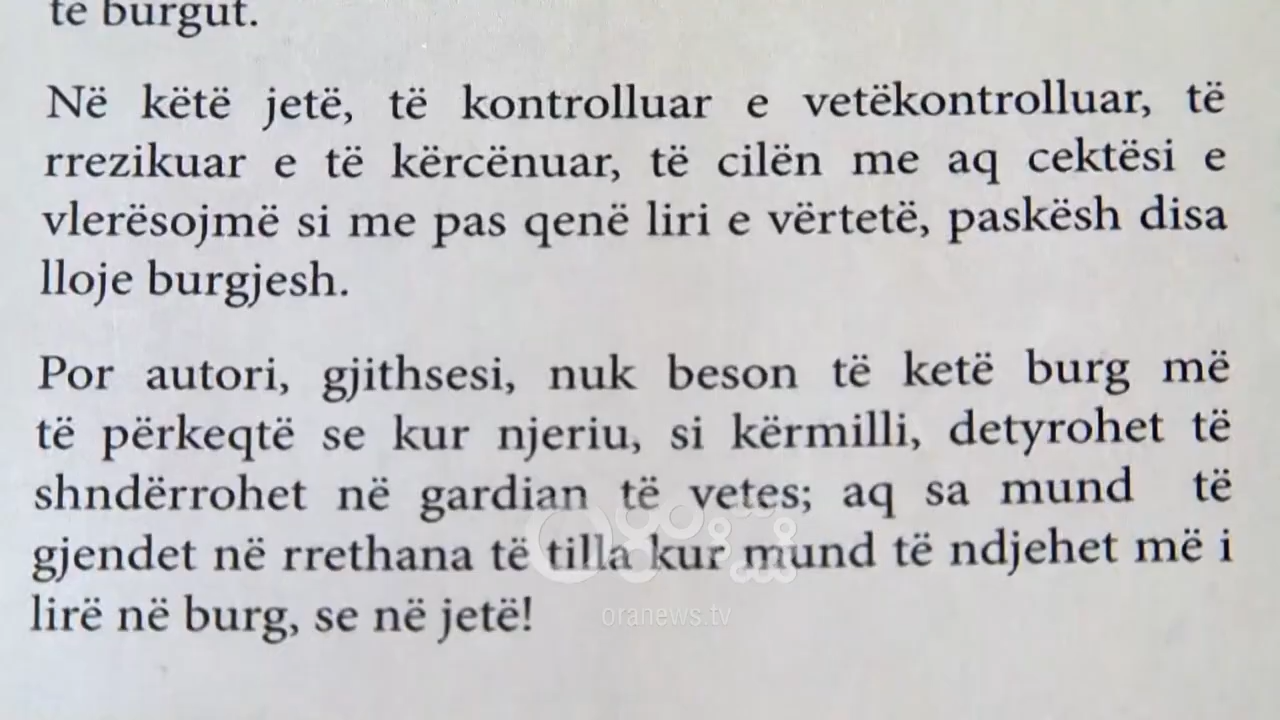 të burgut.
Në këtë jetë, të kontrolluar e vetëkontrolluar, të
rrezikuar e të kërcënuar, të cilën me aq cektësi e
vlerësojmë si me pas qenë liri e vërtetë, paskësh disa
lloje burgjesh.
Por autori, gjithsesi, nuk beson të ketë burg më
të përkeqtë se kur njeriu, si kërmilli, detyrohet të
shndërrohet në gardian të vetes; aq sa mund të
gjendet në rrethana të tilla kur mund të ndjehet më i
lirë në burg, se në jetë!
oranews.tv